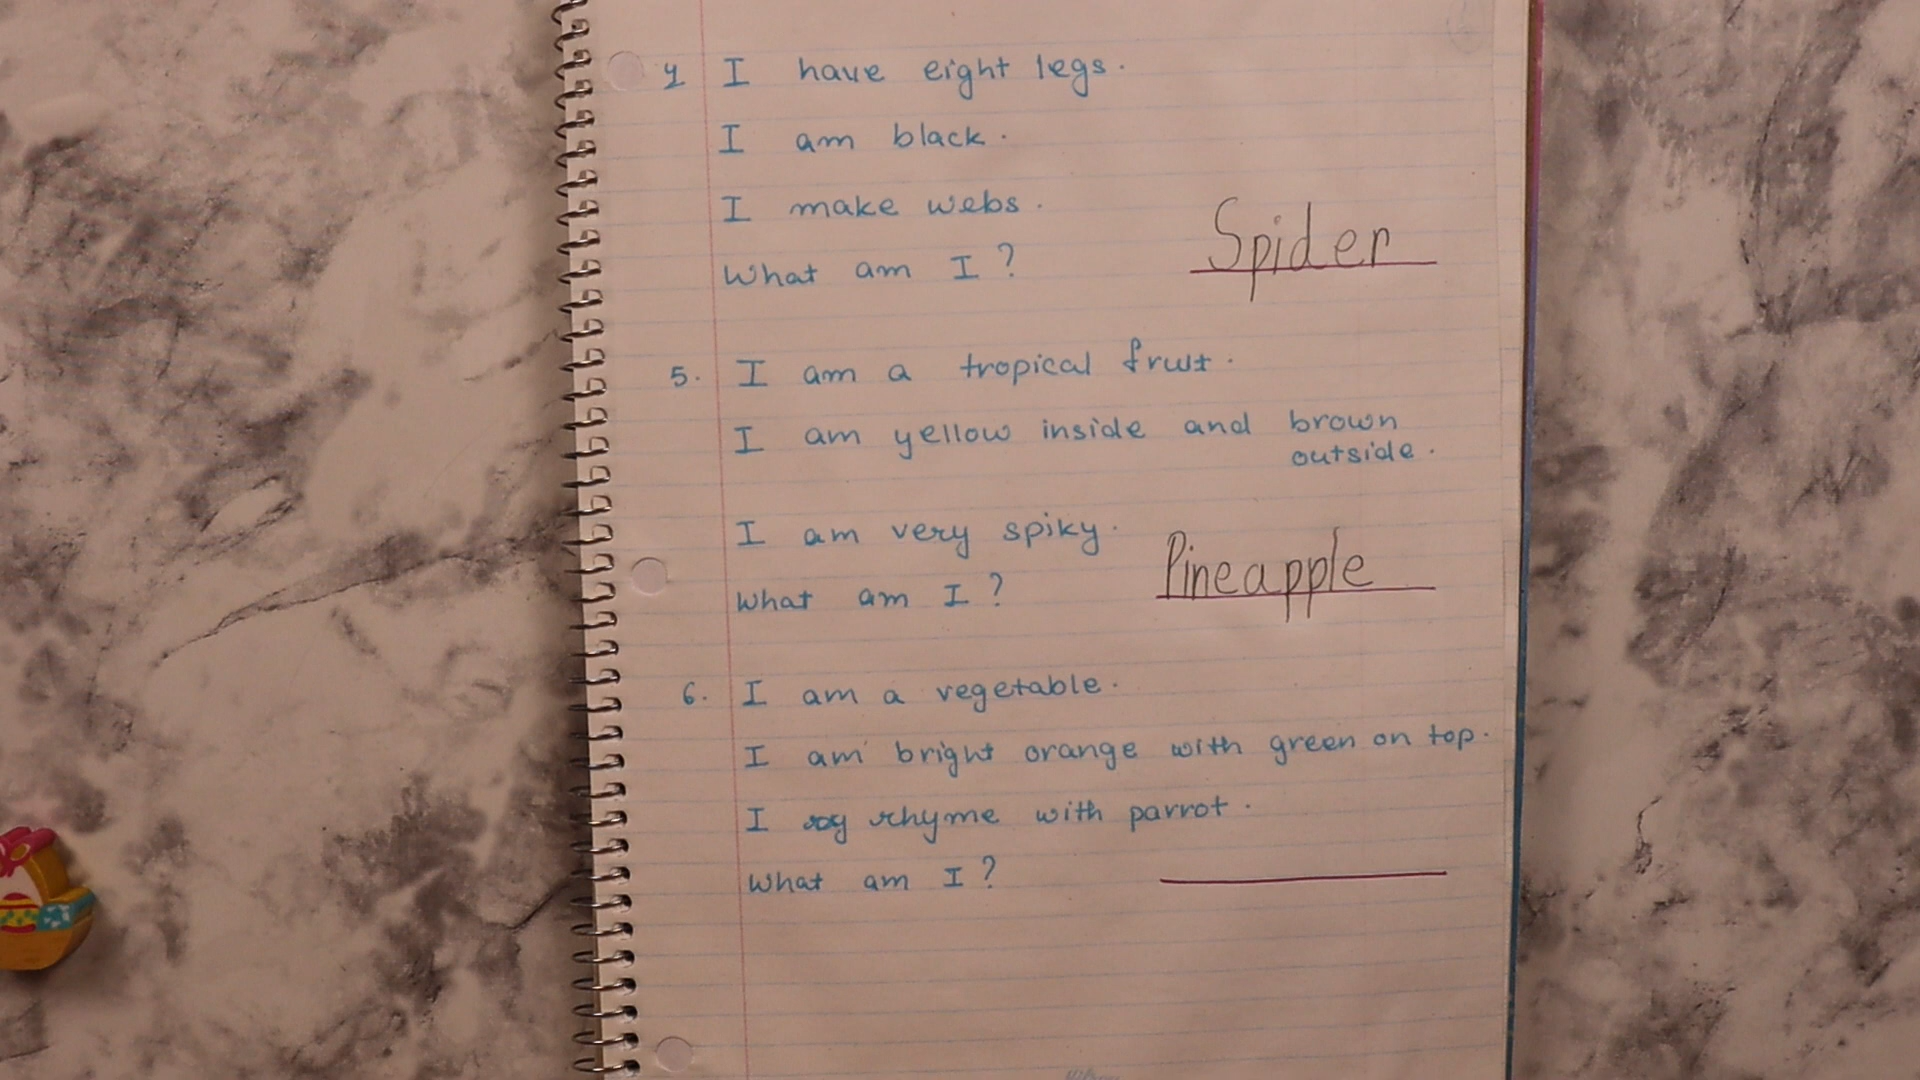 4 I have eight legs.
I am black.
I make webs.
What am I? Spider
5. I am a tropical fruit.
I am yellow inside and brown
outside.
I am very spiky.
What am I? Pineapple
6. I am a vegetable.
I am bright orange with green on top.
I rhyme with parrot.
What am I?